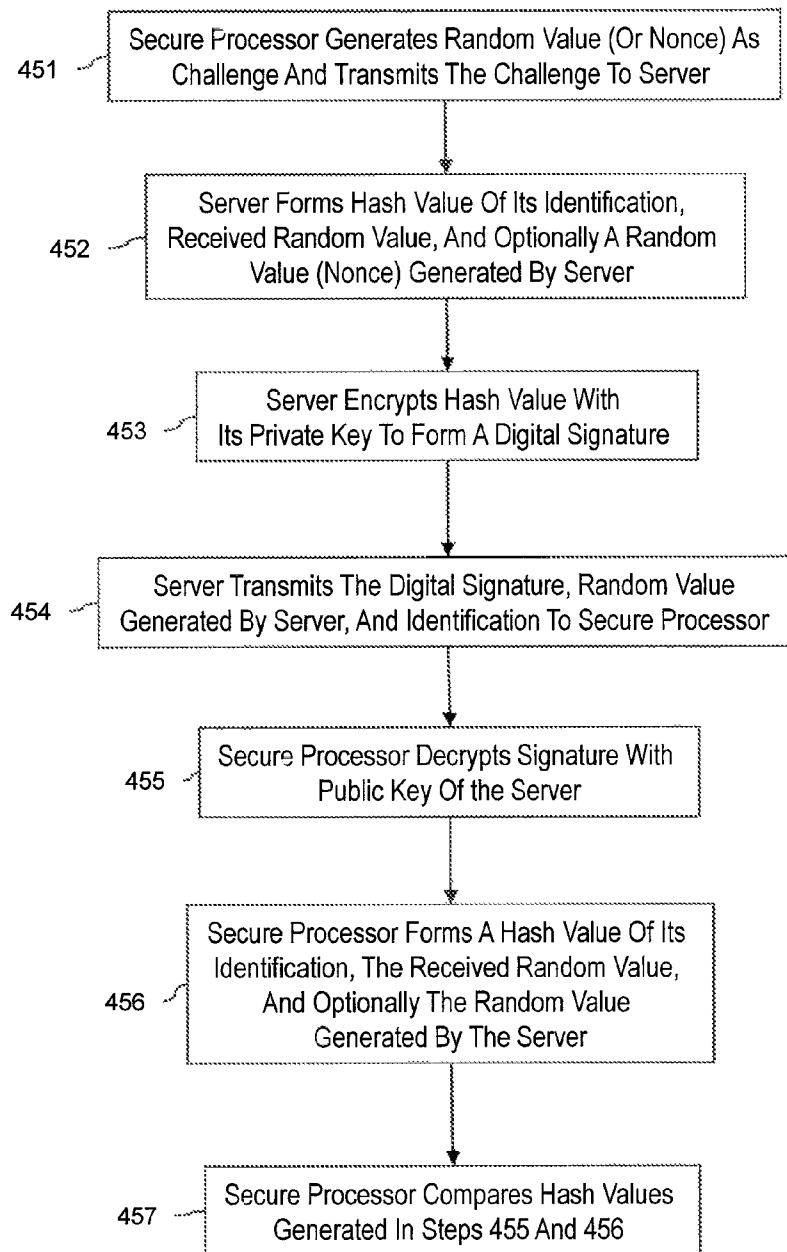 451
Secure Processor Generates Random Value (Or Nonce) As
Challenge And Transmits The Challenge To Server
452
Server Forms Hash Value Of Its Identification,
Received Random Value, And Optionally A Random
Value (Nonce) Generated By Server
453
Server Encrypts Hash Value With
Its Private Key To Form A Digital Signature
454
Server Transmits The Digital Signature, Random Value
Generated By Server, And Identification To Secure Processor
455
Secure Processor Decrypts Signature With
Public Key Of the Server
456
Secure Processor Forms A Hash Value Of Its
Identification, The Received Random Value,
And Optionally The Random Value
Generated By The Server
457
Secure Processor Compares Hash Values
Generated In Steps 455 And 456